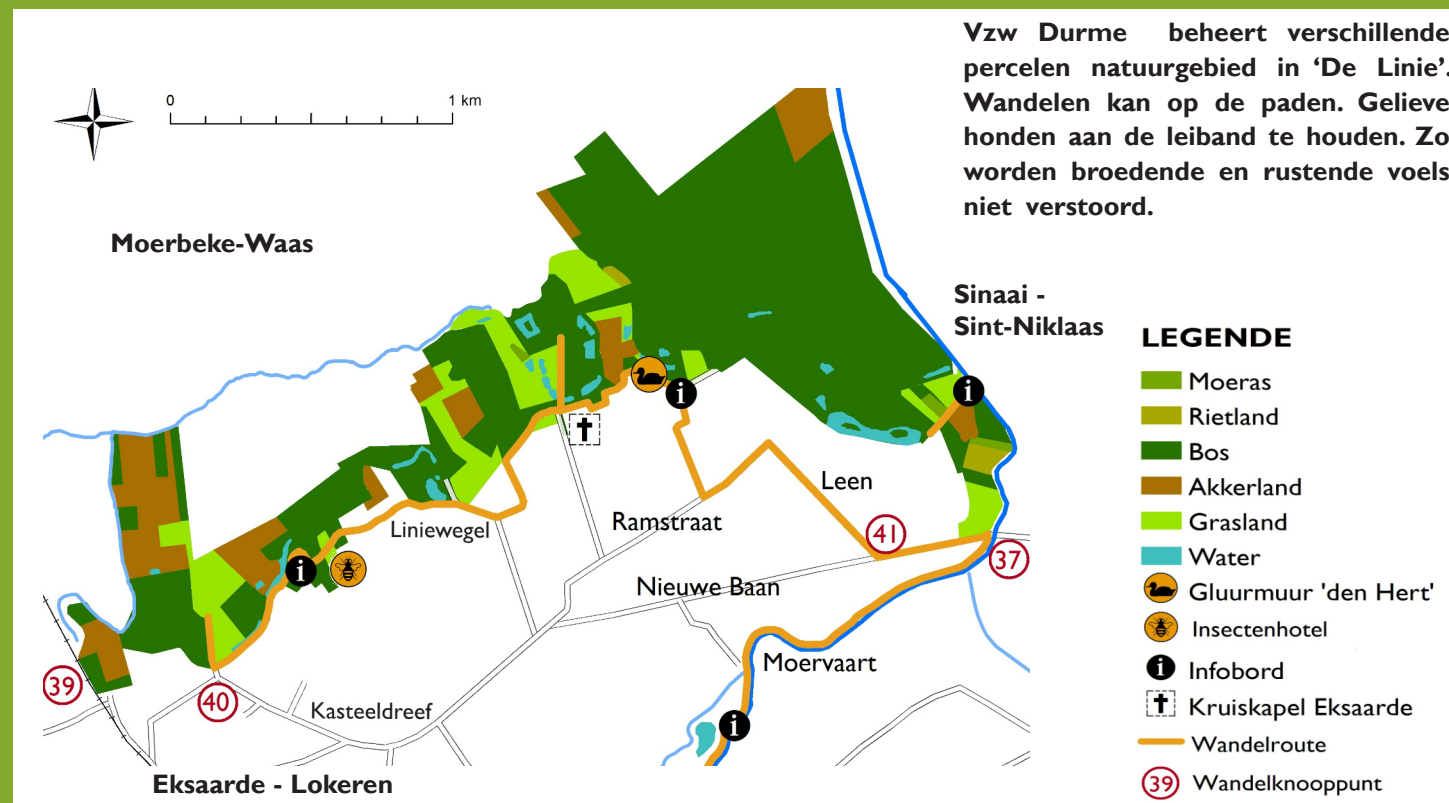 Vzw Durme beheert verschillende
percelen natuurgebied in ‘De Linie’.
Wandelen kan op de paden. Gelieve
honden aan de leiband te houden. Zo
worden broedende en rustende voels
niet verstoord.
0 1 km
Moerbeke-Waas
Sinaai -
Sint-Niklaas
i
i
Leen
Liniewegel
Ramstraat
41
37
i
Nieuwe Baan
Moervaart
39
40
Kasteeldreef
i
Eksaarde - Lokeren
LEGENDE
Moeras
Rietland
Bos
Akkerland
Grasland
Water
Gluurmuur 'den Hert'
Insectenhotel
i Infobord
Kruiskapel Eksaarde
Wandelroute
39 Wandelknooppunt